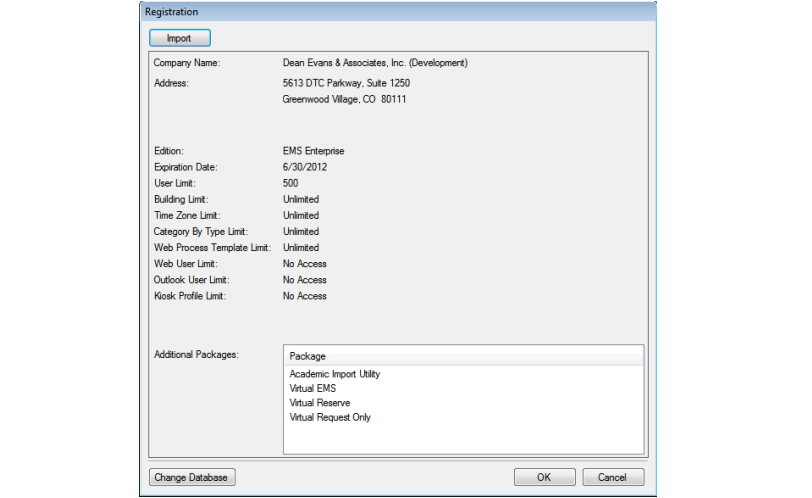 Registration
Import
Company Name: Dean Evans & Associates, Inc. (Development)
Address: 5613 DTC Parkway, Suite 1250
Greenwood Village, CO 80111
Edition: EMS Enterprise
Expiration Date: 6/30/2012
User Limit: 500
Building Limit: Unlimited
Time Zone Limit: Unlimited
Category By Type Limit: Unlimited
Web Process Template Limit: Unlimited
Web User Limit: No Access
Outlook User Limit: No Access
Kiosk Profile Limit: No Access
Additional Packages: Package
Academic Import Utility
Virtual EMS
Virtual Reserve
Virtual Request Only
Change Database OK Cancel